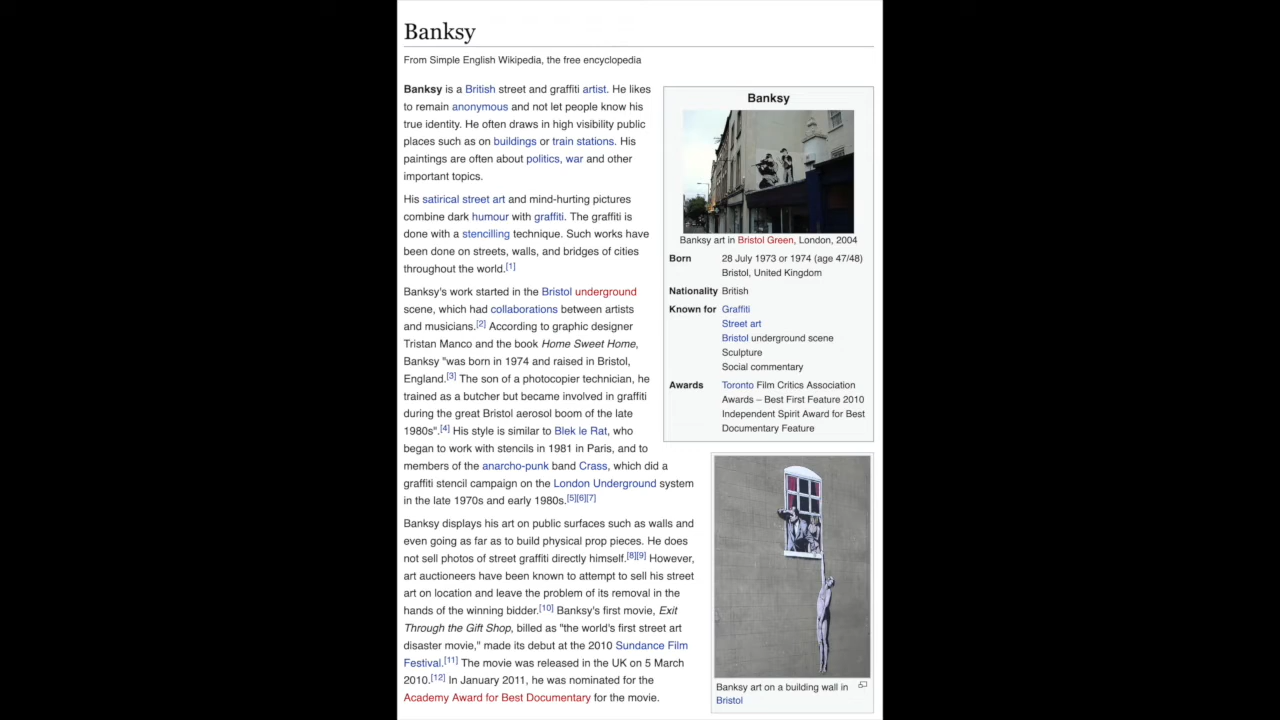 Banksy
From Simple English Wikipedia, the free encyclopedia
Banksy is a British street and graffiti artist. He likes
to remain anonymous and not let people know his
true identity. He often draws in high visibility public
places such as on buildings or train stations. His
paintings are often about politics, war and other
important topics.
His satirical street art and mind-hurting pictures
combine dark humour with graffiti. The graffiti is
done with a stencilling technique. Such works have
been done on streets, walls, and bridges of cities
throughout the world.[1]
Banksy's work started in the Bristol underground
scene, which had collaborations between artists
and musicians.[2] According to graphic designer
Tristan Manco and the book Home Sweet Home,
Banksy "was born in 1974 and raised in Bristol,
England.[3] The son of a photocopier technician, he
trained as a butcher but became involved in graffiti
during the great Bristol aerosol boom of the late
1980s".[4] His style is similar to Blek le Rat, who
began to work with stencils in 1981 in Paris, and to
members of the anarcho-punk band Crass, which did a
graffiti stencil campaign on the London Underground system
in the late 1970s and early 1980s.[5][6][7]
Banksy displays his art on public surfaces such as walls and
even going as far as to build physical prop pieces. He does
not sell photos of street graffiti directly himself.[8][9] However,
art auctioneers have been known to attempt to sell his street
art on location and leave the problem of its removal in the
hands of the winning bidder.[10] Banksy's first movie, Exit
Through the Gift Shop, billed as "the world's first street art
disaster movie," made its debut at the 2010 Sundance Film
Festival.[11] The movie was released in the UK on 5 March
2010.[12] In January 2011, he was nominated for the
Academy Award for Best Documentary for the movie.
Banksy
Banksy art in Bristol Green, London, 2004
Born 28 July 1973 or 1974 (age 47/48)
Bristol, United Kingdom
Nationality British
Known for Graffiti
Street art
Bristol underground scene
Sculpture
Social commentary
Awards Toronto Film Critics Association
Awards – Best First Feature 2010
Independent Spirit Award for Best
Documentary Feature
Banksy art on a building wall in
Bristol